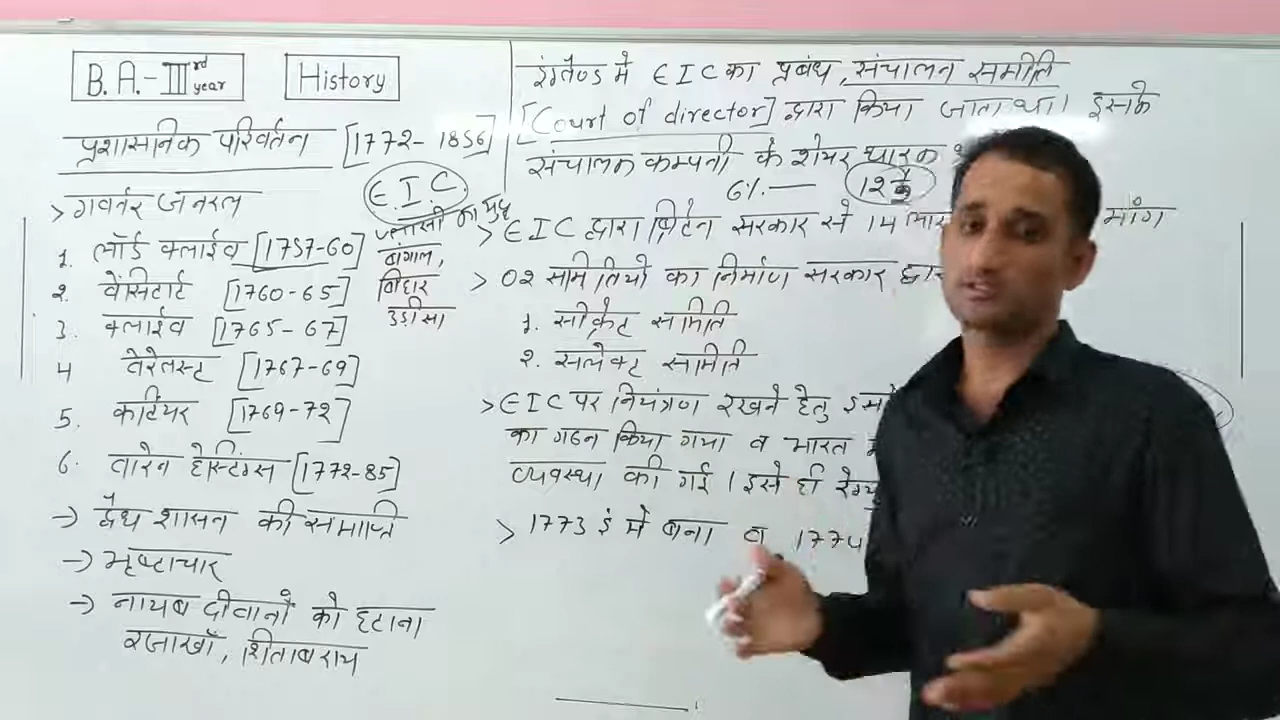 B.A.-IIIrd year
History
प्रशासनिक परिवर्तन [1772-1856]
> गवर्नर जनरल
E.I.C.
1. लॉर्ड क्लाईव [1757-60]
2. वेंसिटार्ट [1760-65]
3. क्लाईव [1765-67]
4 वेरेलस्ट [1767-69]
5. कार्टियर [1769-72]
6. वारेन हेस्टिंग्स [1772-85]
→ द्वैध शासन की समाप्ति
→ भृष्टाचार
→ नायब दीवानों को हटाना
रजाखाँ, शिताबराय
प्लासी का युद्ध
बांगाल,
बिहार
उड़ीसा
इंग्लैण्ड में EIC का प्रबंध, संचालन समीति
[Court of director] द्वारा किया जाता था। इसके
संचालक कम्पनी के शेयर धारक
6%.— 12
> EIC द्वारा ब्रिटेन सरकार से 14 मांग
> 02 समितियो का निर्माण सरकार
1. सीक्रेट समिति
2. सलेक्ट समिति
> EIC पर नियंत्रण रखने हेतु
का गठन किया गया व भारत
व्यवस्था की गई। इसे ही
> 1773 ई में बना व 1774